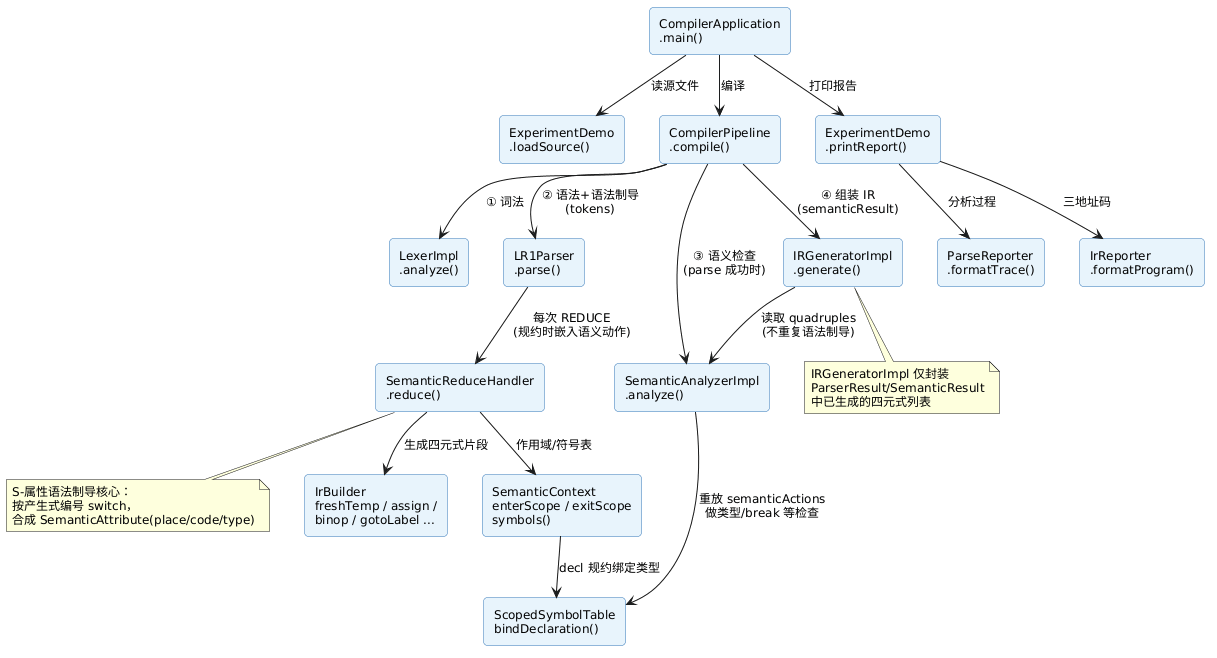 CompilerApplication
.main()
读源文件
编译
打印报告
ExperimentDemo
.loadSource()
CompilerPipeline
.compile()
ExperimentDemo
.printReport()
① 词法
② 语法+语法制导
(tokens)
③ 语义检查
(parse 成功时)
④ 组装 IR
(semanticResult)
分析过程
三地址码
LexerImpl
.analyze()
LR1Parser
.parse()
IRGeneratorImpl
.generate()
ParseReporter
.formatTrace()
IrReporter
.formatProgram()
每次 REDUCE
(规约时嵌入语义动作)
读取 quadruples
(不重复语法制导)
SemanticReduceHandler
.reduce()
SemanticAnalyzerImpl
.analyze()
IRGeneratorImpl 仅封装
ParserResult/SemanticResult
中已生成的四元式列表
生成四元式片段
作用域/符号表
S-属性语法制导核心：
按产生式编号 switch，
合成 SemanticAttribute(place/code/type)
IrBuilder
freshTemp / assign /
binop / gotoLabel ...
SemanticContext
enterScope / exitScope
symbols()
重放 semanticActions
做类型/break 等检查
decl 规约绑定类型
ScopedSymbolTable
bindDeclaration()